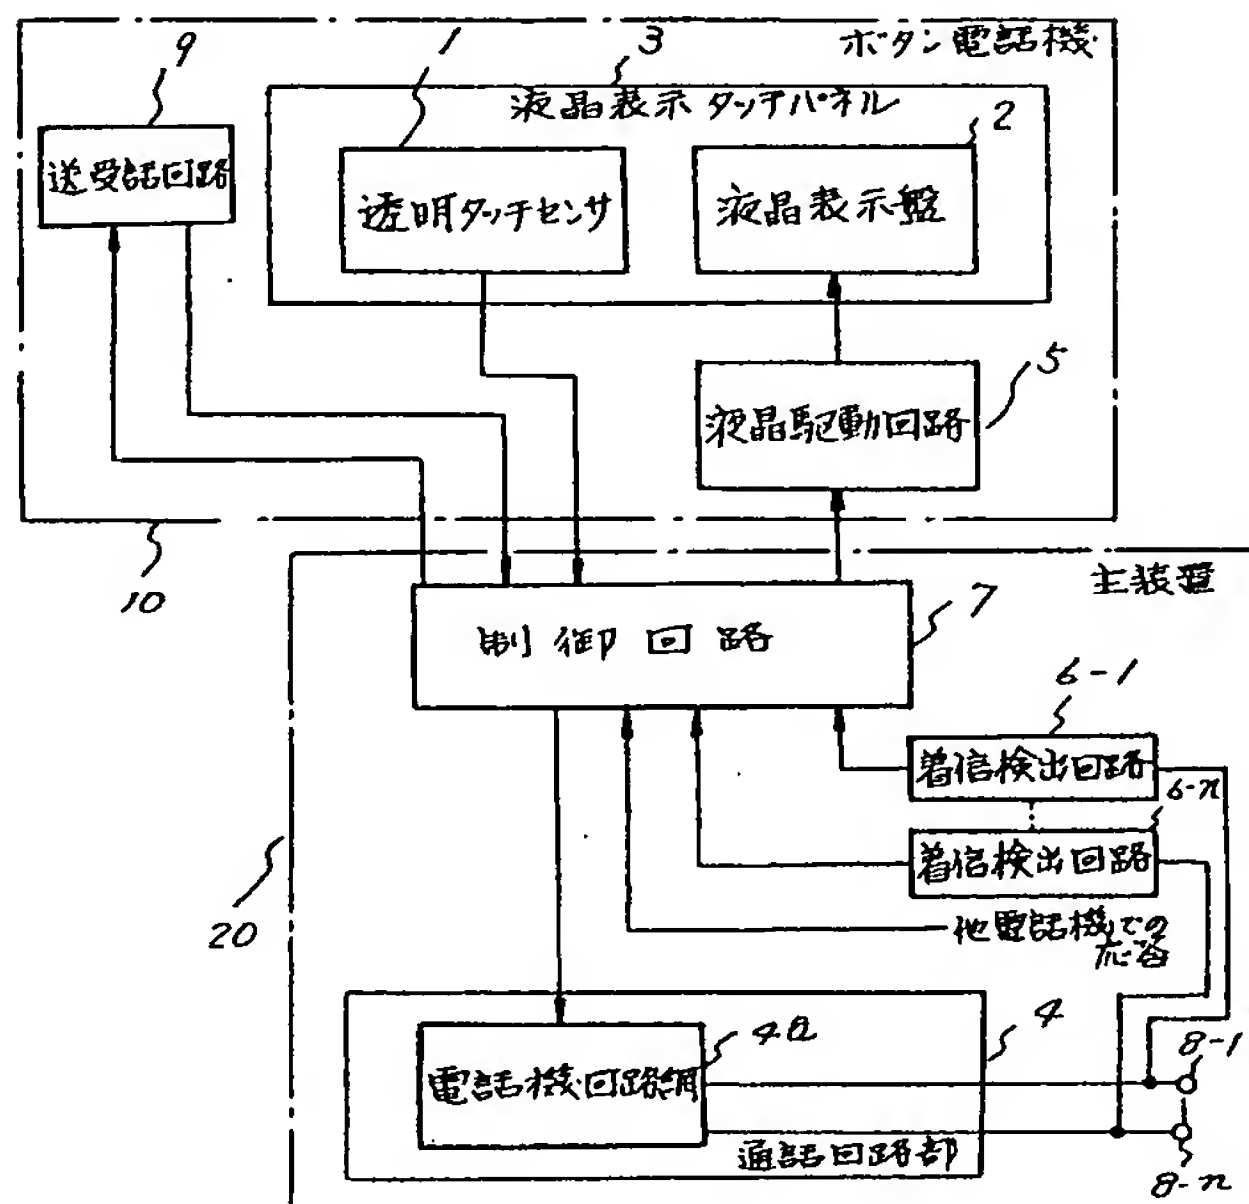 9
1
3
ボタン電話機
液晶表示タッチパネル
2
送受話回路
透明タッチセンサ
液晶表示盤
5
液晶駆動回路
10
主装置
制御回路
7
6-1
着信検出回路
6-n
着信検出回路
他電話機での
応答
20
4
4a
8-1
電話機回路網
通話回路部
8-n